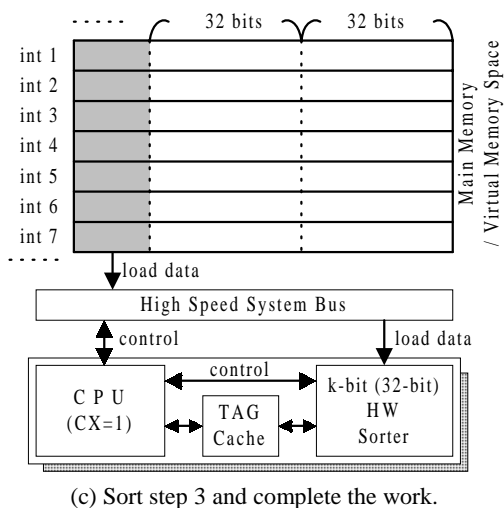 ····· 32 bits 32 bits
int 1
int 2
int 3
int 4
int 5
int 6
int 7
·····
Main Memory
/ Virtual Memory Space
load data
High Speed System Bus
control
load data
control
CPU
(CX=1)
TAG
Cache
k-bit (32-bit)
HW
Sorter
(c) Sort step 3 and complete the work.